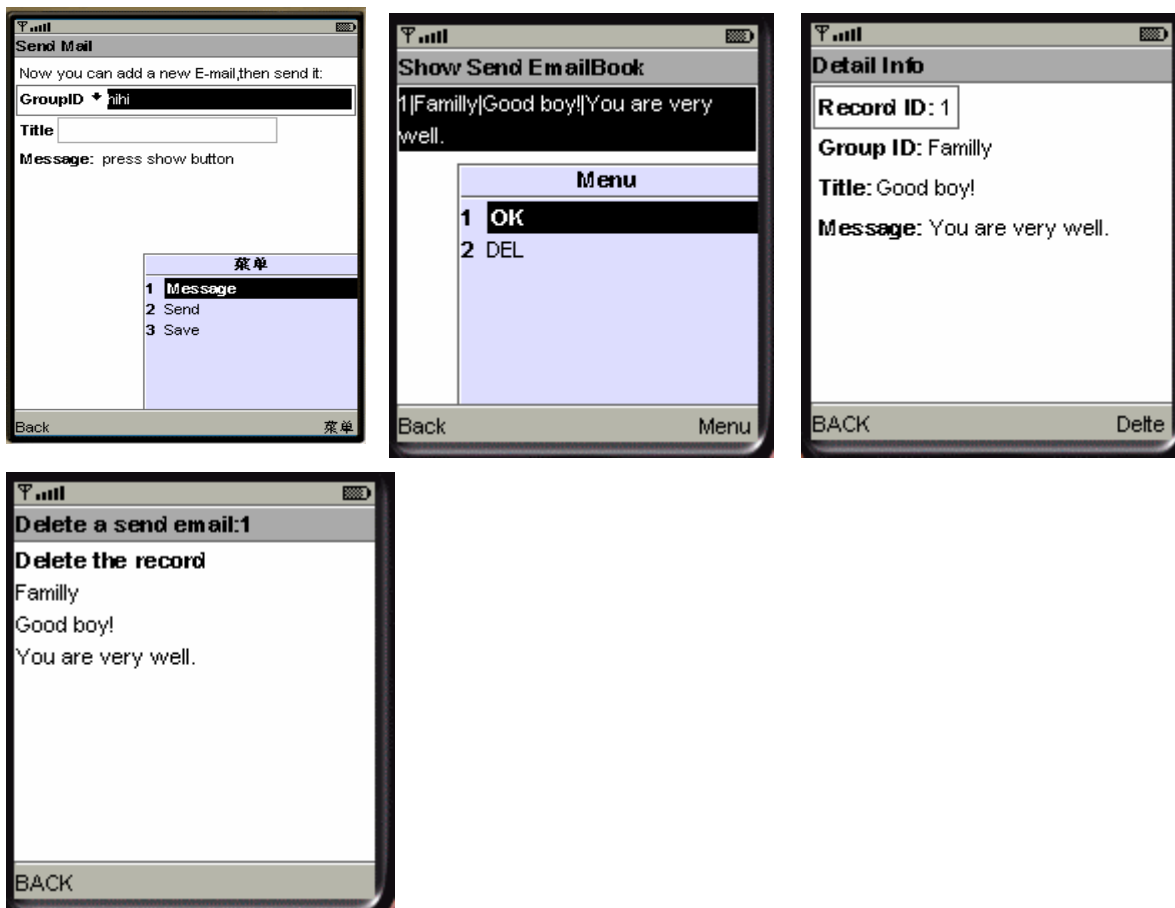 Send Mail
Now you can add a new E-mail,then send it:
GroupID hihi
Title
Message: press show button
菜单
1 Message
2 Send
3 Save
Back 菜单
Show Send EmailBook
1|Familly|Good boy!|You are very
well.
Menu
1 OK
2 DEL
Back Menu
Detail Info
Record ID: 1
Group ID: Familly
Title: Good boy!
Message: You are very well.
BACK Delte
Delete a send email:1
Delete the record
Familly
Good boy!
You are very well.
BACK